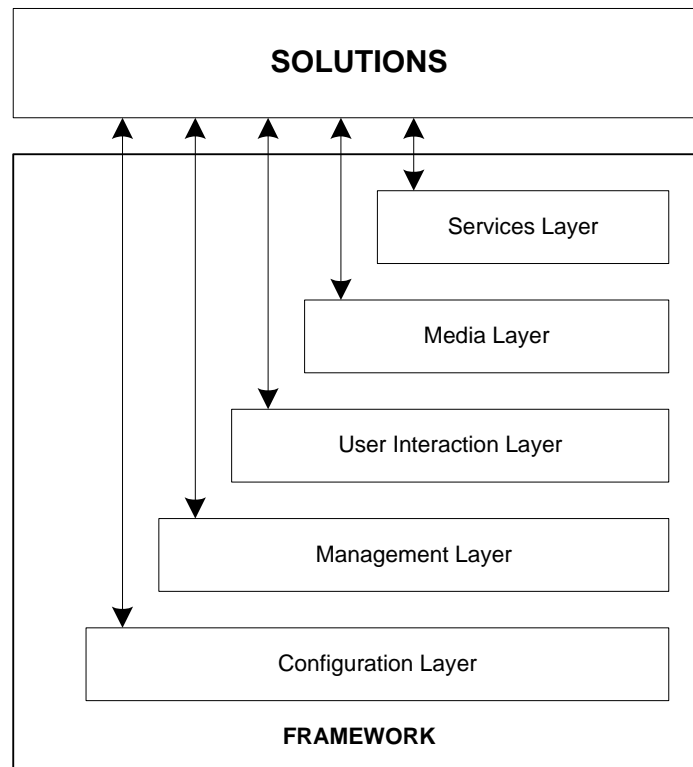 SOLUTIONS
Services Layer
Media Layer
User Interaction Layer
Management Layer
Configuration Layer
FRAMEWORK